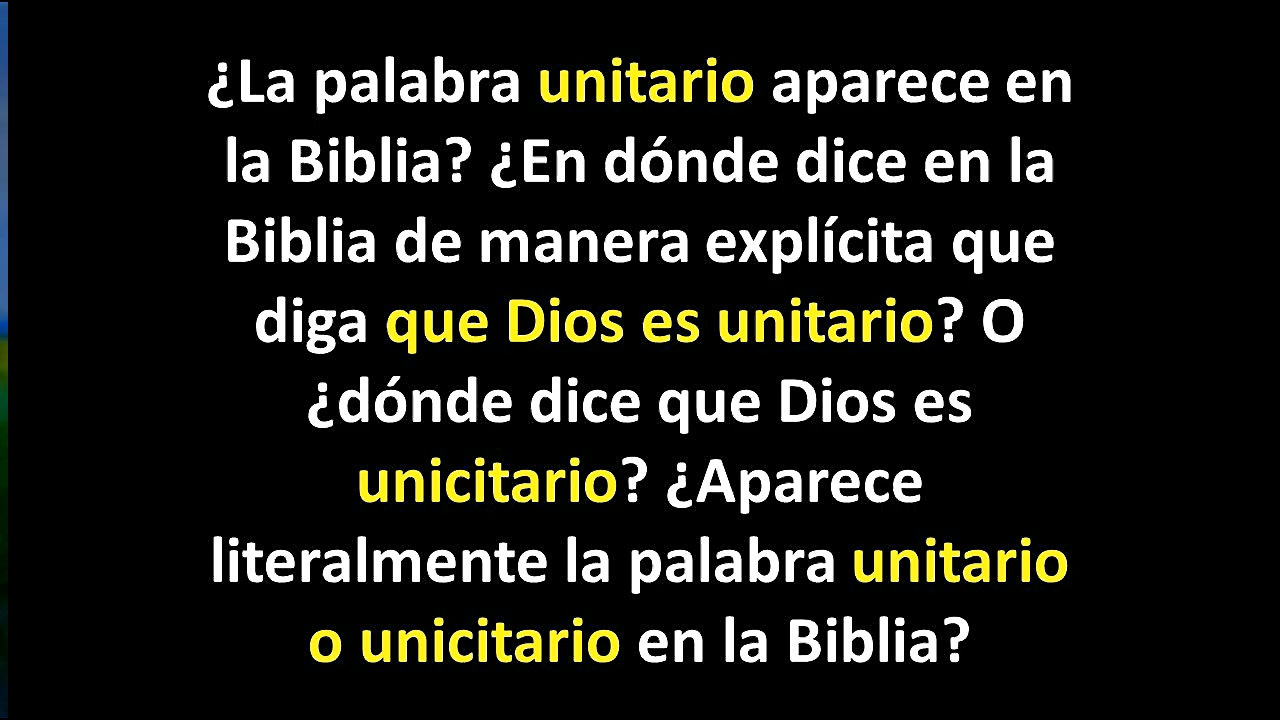 ¿La palabra unitario aparece en
la Biblia? ¿En dónde dice en la
Biblia de manera explícita que
diga que Dios es unitario? O
¿dónde dice que Dios es
unicitario? ¿Aparece
literalmente la palabra unitario
o unicitario en la Biblia?